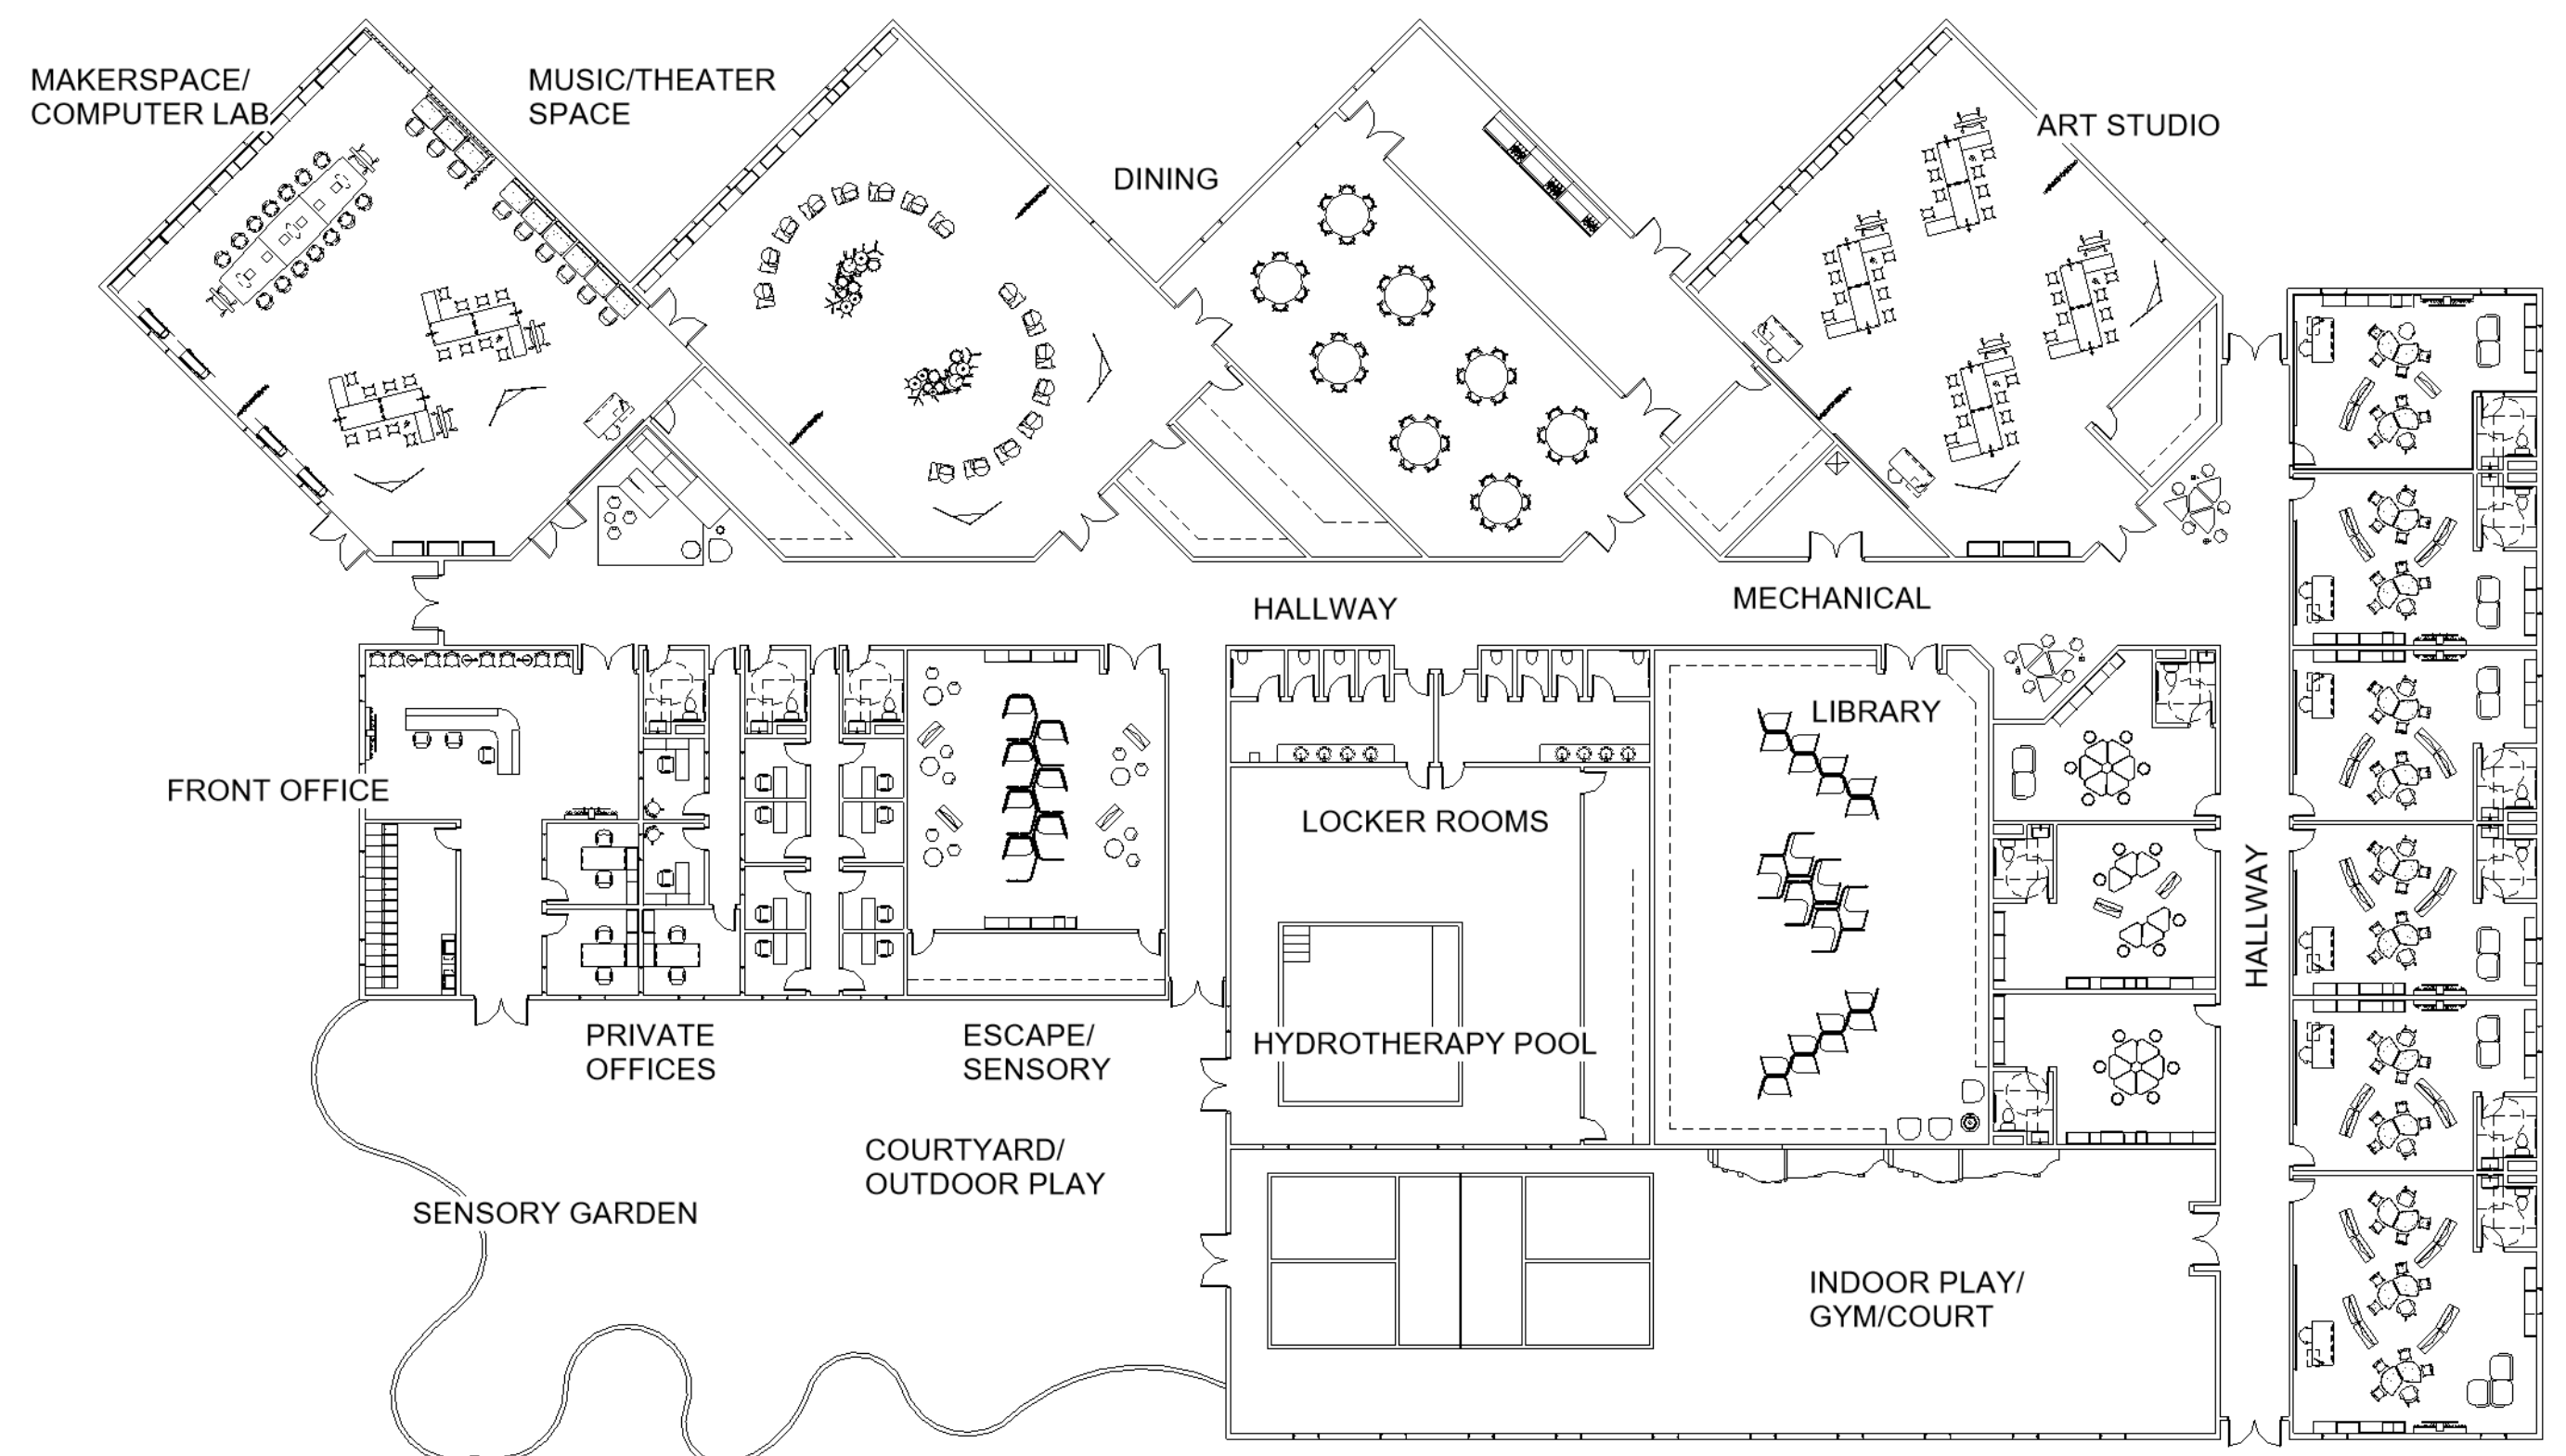 MAKERSPACE/
COMPUTER LAB
MUSIC/THEATER
SPACE
DINING
ART STUDIO
HALLWAY
MECHANICAL
FRONT OFFICE
LIBRARY
LOCKER ROOMS
HALLWAY
PRIVATE
OFFICES
ESCAPE/
SENSORY
HYDROTHERAPY POOL
COURTYARD/
OUTDOOR PLAY
SENSORY GARDEN
INDOOR PLAY/
GYM/COURT